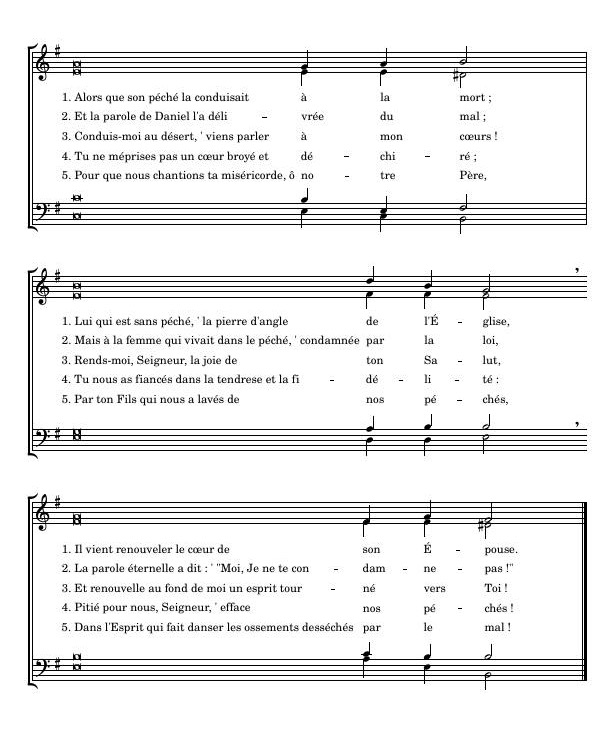 1. Alors que son péché la conduisait à la mort ;
2. Et la parole de Daniel l'a déli - vrée du mal ;
3. Conduis-moi au désert, ' viens parler à mon cœurs !
4. Tu ne méprises pas un cœur broyé et dé - chi - ré ;
5. Pour que nous chantions ta miséricorde, ô no - tre Père,
1. Lui qui est sans péché, ' la pierre d'angle de l'É - glise,
2. Mais à la femme qui vivait dans le péché, ' condamnée par la loi,
3. Rends-moi, Seigneur, la joie de ton Sa - lut,
4. Tu nous as fiancés dans la tendrese et la fi - dé - li - té :
5. Par ton Fils qui nous a lavés de nos pé - chés,
1. Il vient renouveler le cœur de son É - pouse.
2. La parole éternelle a dit : ' "Moi, Je ne te con - dam - ne - pas !"
3. Et renouvelle au fond de moi un esprit tour - né vers Toi !
4. Pitié pour nous, Seigneur, ' efface nos pé - chés !
5. Dans l'Esprit qui fait danser les ossements desséchés par le mal !